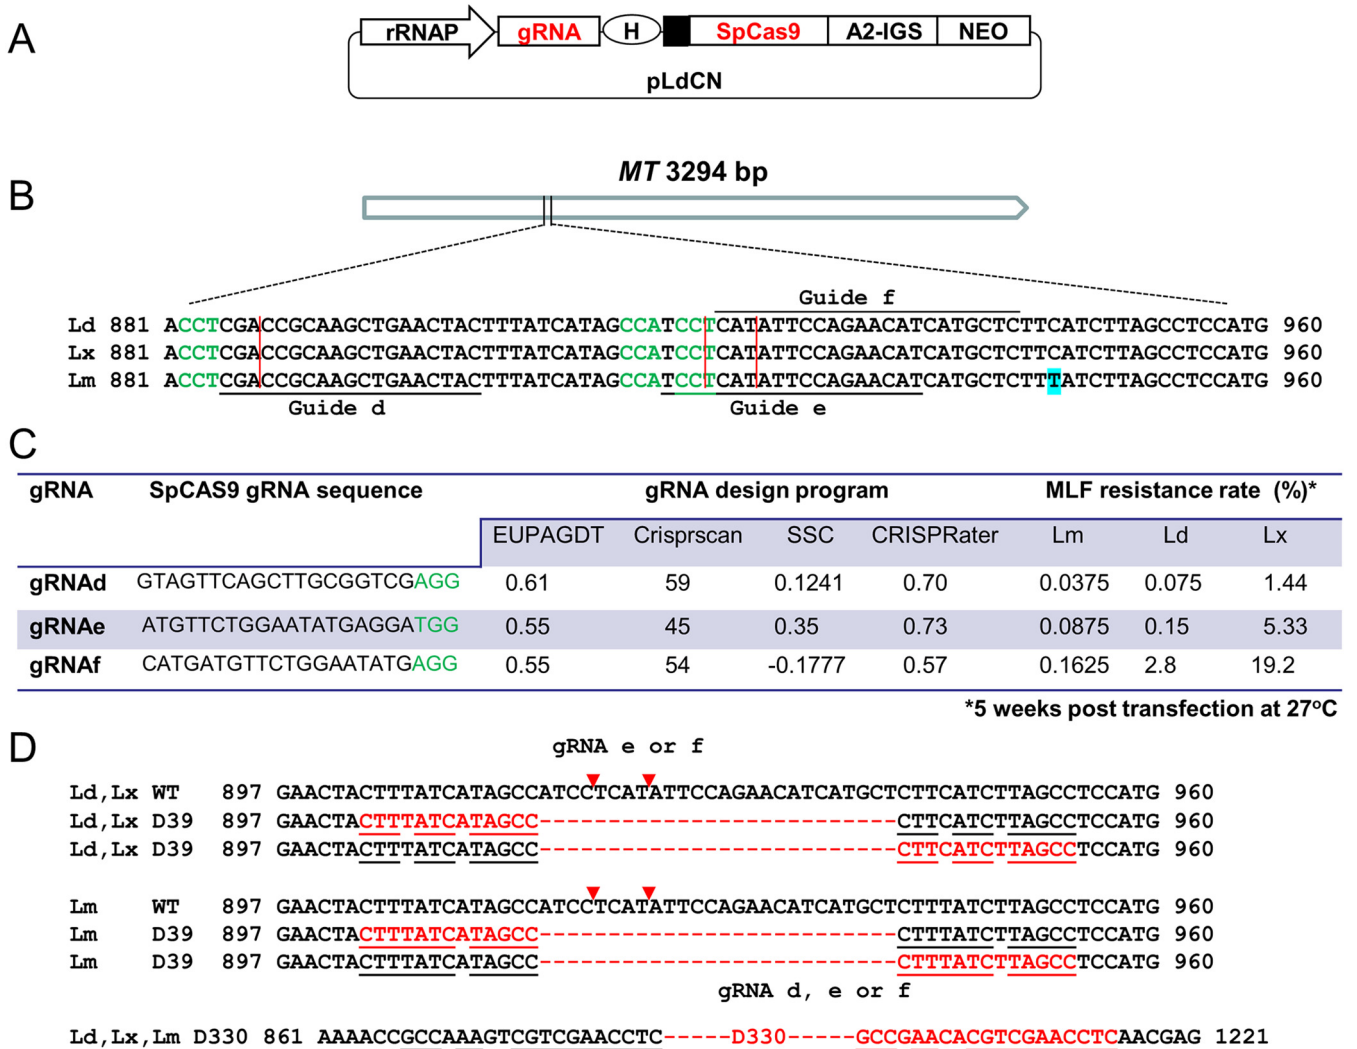 A
rRNAP gRNA H SpCas9 A2-IGS NEO
pLdCN
B
MT 3294 bp
Guide f
Ld 881 ACCTCGACCGCAAGCTGAACTACTTTATCATAGCCATCCTCATATTCCAGAACATCATGCTCTTCATCTTAGCCTCCATG 960
Lx 881 ACCTCGACCGCAAGCTGAACTACTTTATCATAGCCATCCTCATATTCCAGAACATCATGCTCTTCATCTTAGCCTCCATG 960
Lm 881 ACCTCGACCGCAAGCTGAACTACTTTATCATAGCCATCCTCATATTCCAGAACATCATGCTCTTTATCTTAGCCTCCATG 960
Guide d Guide e
C
gRNA SpCAS9 gRNA sequence gRNA design program MLF resistance rate (%)*
EUPAGDT Crisprscan SSC CRISPRater Lm Ld Lx
gRNAd GTAGTTCAGCTTGCGGTCGAGG 0.61 59 0.1241 0.70 0.0375 0.075 1.44
gRNAe ATGTTCTGGAATATGAGGATGG 0.55 45 0.35 0.73 0.0875 0.15 5.33
gRNAf CATGATGTTCTGGAATATGAGG 0.55 54 -0.1777 0.57 0.1625 2.8 19.2
*5 weeks post transfection at 27°C
D
gRNA e or f
Ld,Lx WT 897 GAACTACTTTATCATAGCCATCCTCATATTCCAGAACATCATGCTCTTCATCTTAGCCTCCATG 960
Ld,Lx D39 897 GAACTACTTTATCATAGCC--------------------------CTTCATCTTAGCCTCCATG 960
Ld,Lx D39 897 GAACTACTTTATCATAGCC--------------------------CTTCATCTTAGCCTCCATG 960
Lm WT 897 GAACTACTTTATCATAGCCATCCTCATATTCCAGAACATCATGCTCTTTATCTTAGCCTCCATG 960
Lm D39 897 GAACTACTTTATCATAGCC--------------------------CTTTATCTTAGCCTCCATG 960
Lm D39 897 GAACTACTTTATCATAGCC--------------------------CTTTATCTTAGCCTCCATG 960
gRNA d, e or f
Ld,Lx,Lm D330 861 AAAACCGCCAAAGTCGTCGAACCTC-----D330-----GCCGAACACGTCGAACCTCAACGAG 1221